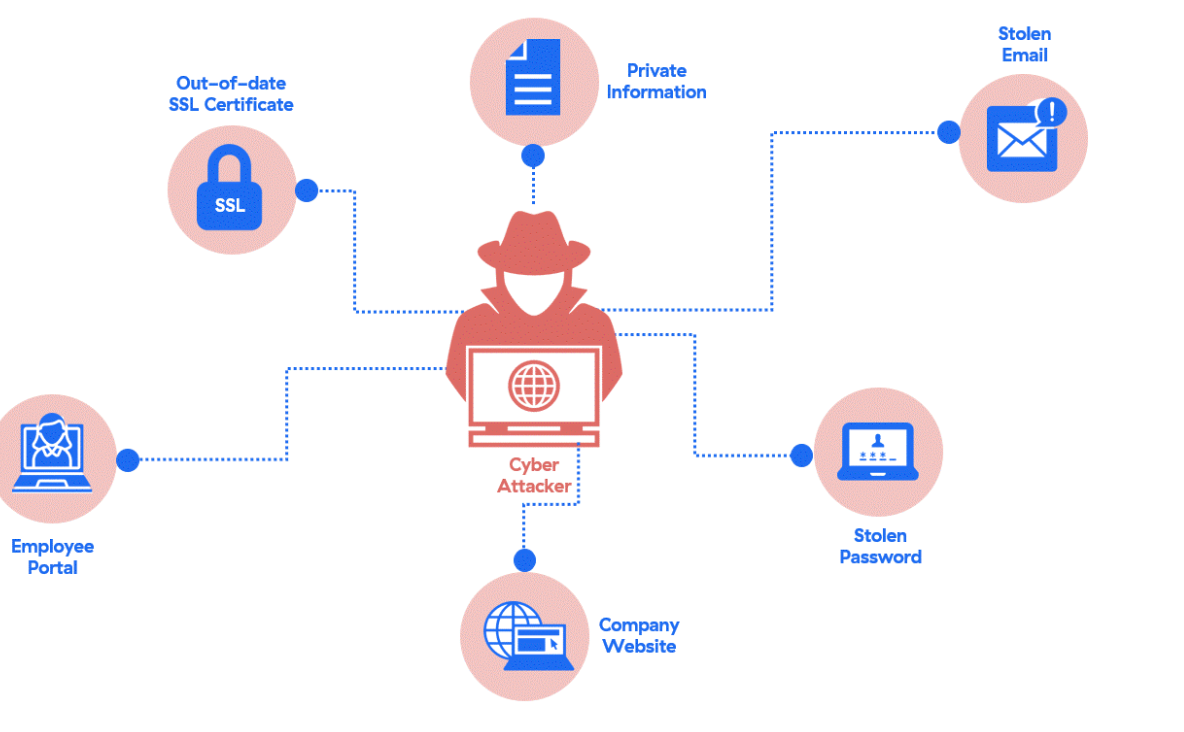 Stolen
Email
Private
Information
Out-of-date
SSL Certificate
SSL
Cyber
Attacker
Stolen
Password
Employee
Portal
Company
Website